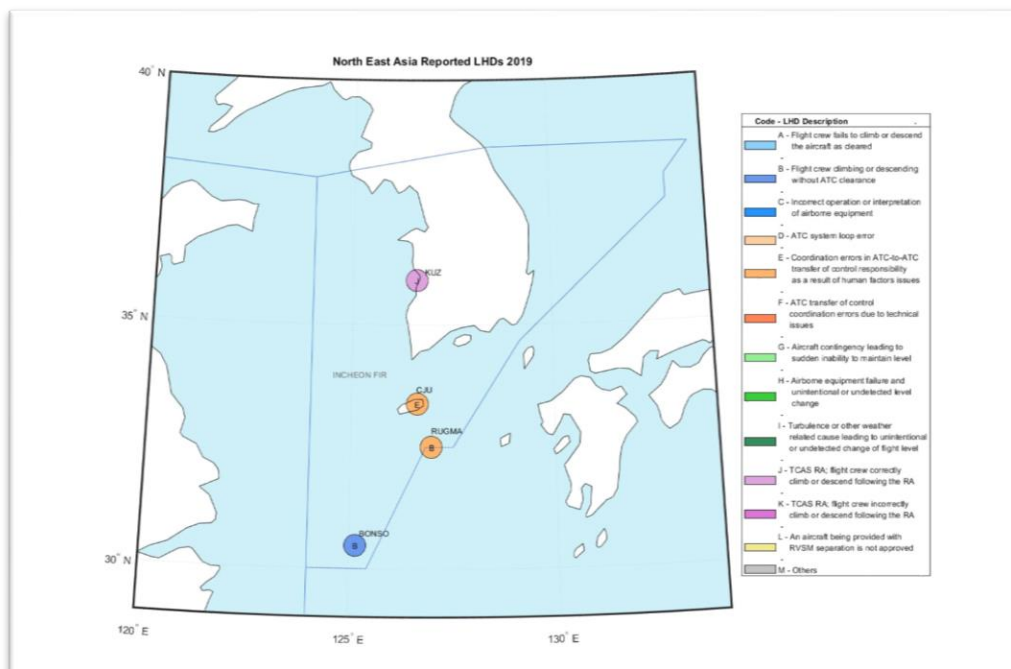 North East Asia Reported LHDs 2019
40° N
35° N
30° N
120° E
125° E
130° E
KUZ
J
INCHEON FIR
CJU
E
RUGMA
B
SONSO
B
Code - LHD Description
A - Flight crew fails to climb or descend
the aircraft as cleared
B - Flight crew climbing or descending
without ATC clearance
C - Incorrect operation or interpretation
of airborne equipment
D - ATC system loop error
E - Coordination errors in ATC-to-ATC
transfer of control responsibility
as a result of human factors issues
F - ATC transfer of control
coordination errors due to technical
issues
G - Aircraft contingency leading to
sudden inability to maintain level
H - Airborne equipment failure and
unintentional or undetected level
change
I - Turbulence or other weather
related cause leading to unintentional
or undetected change of flight level
J - TCAS RA; flight crew correctly
climb or descend following the RA
K - TCAS RA; flight crew incorrectly
climb or descend following the RA
L - An aircraft being provided with
RVSM separation is not approved
M - Others